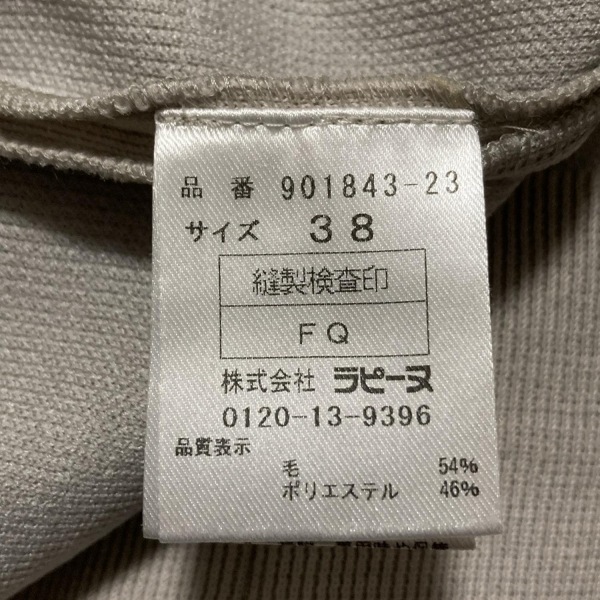 品番 901843-23
サイズ 38
縫製検査印
FQ
株式会社 ラピーヌ
0120-13-9396
品質表示
毛 54%
ポリエステル 46%